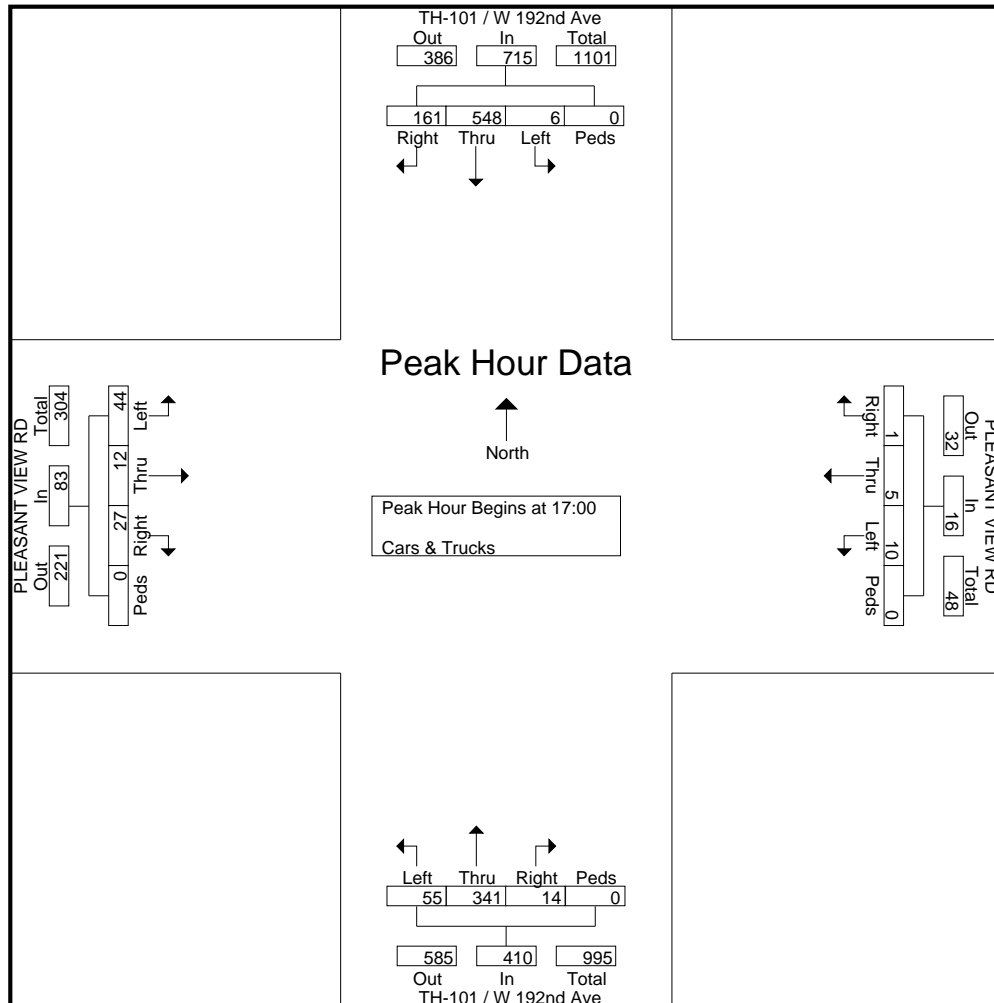 TH-101 / W 192nd Ave
Out In Total
386 715 1101
161 548 6 0
Right Thru Left Peds
Peak Hour Data
North
Peak Hour Begins at 17:00
Cars & Trucks
PLEASANT VIEW RD
Total In Out
304 83 221
44 12 27 0
Left Thru Right Peds
Right Thru Left Peds
1 5 10 0
32 16 48
Out In Total
PLEASANT VIEW RD
Left Thru Right Peds
55 341 14 0
585 410 995
Out In Total
TH-101 / W 192nd Ave